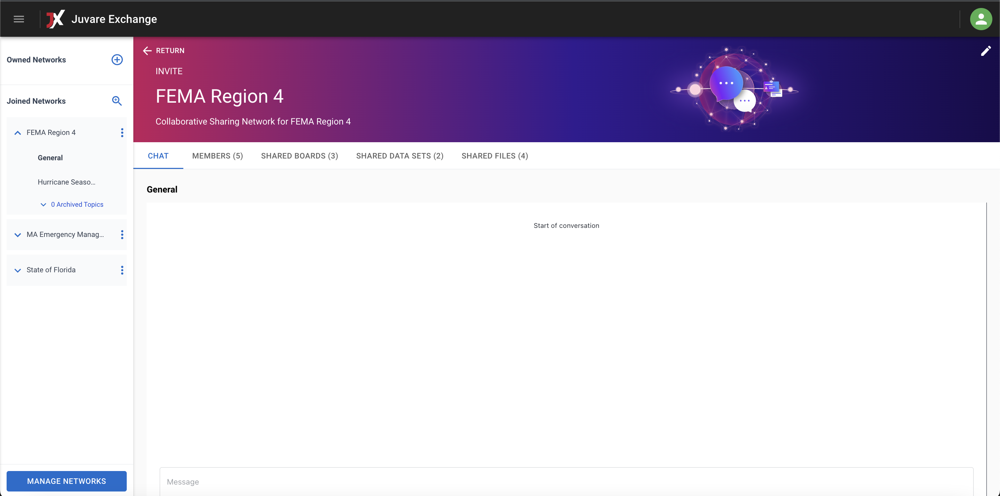 JX Juvare Exchange
Owned Networks
Joined Networks
FEMA Region 4
General
Hurricane Seaso...
0 Archived Topics
MA Emergency Manag...
State of Florida
MANAGE NETWORKS
RETURN
INVITE
FEMA Region 4
Collaborative Sharing Network for FEMA Region 4
CHAT MEMBERS (5) SHARED BOARDS (3) SHARED DATA SETS (2) SHARED FILES (4)
General
Start of conversation
Message